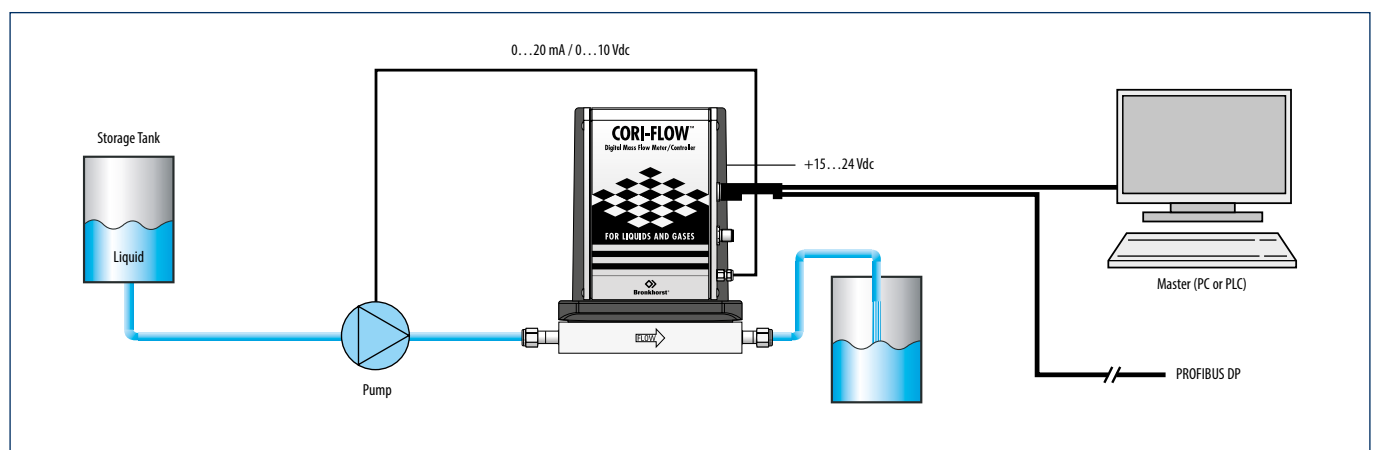 0…20 mA / 0…10 Vdc
Storage Tank
Liquid
Pump
CORI-FLOW™
Digital Mass Flow Meter/Controller
FOR LIQUIDS AND GASES
Bronkhorst®
FLOW
+15…24 Vdc
Master (PC or PLC)
PROFIBUS DP